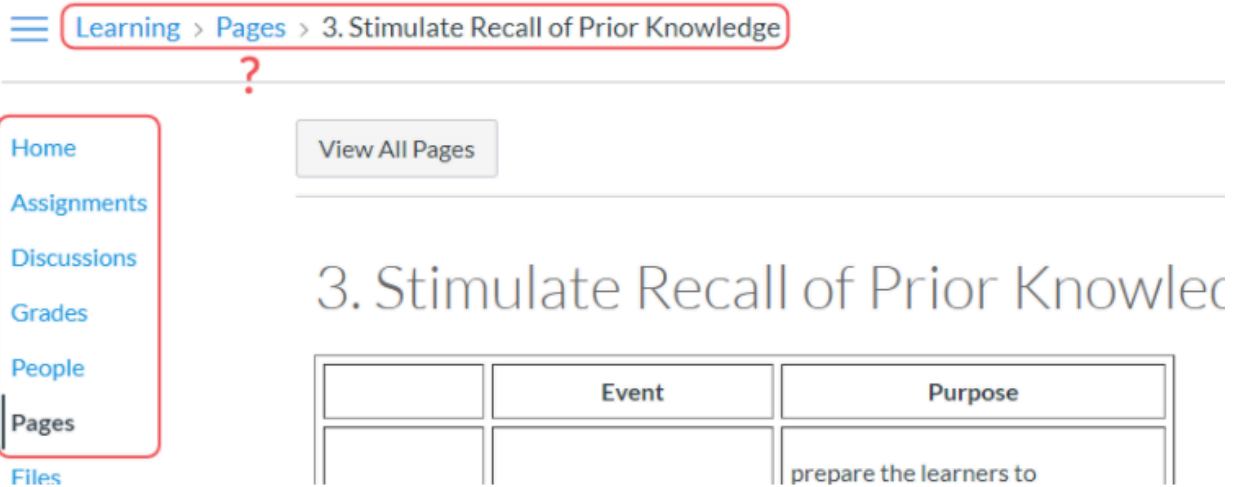 Learning > Pages > 3. Stimulate Recall of Prior Knowledge
?
Home
Assignments
Discussions
Grades
People
Pages
Files
View All Pages
3. Stimulate Recall of Prior Knowled
Event Purpose
prepare the learners to